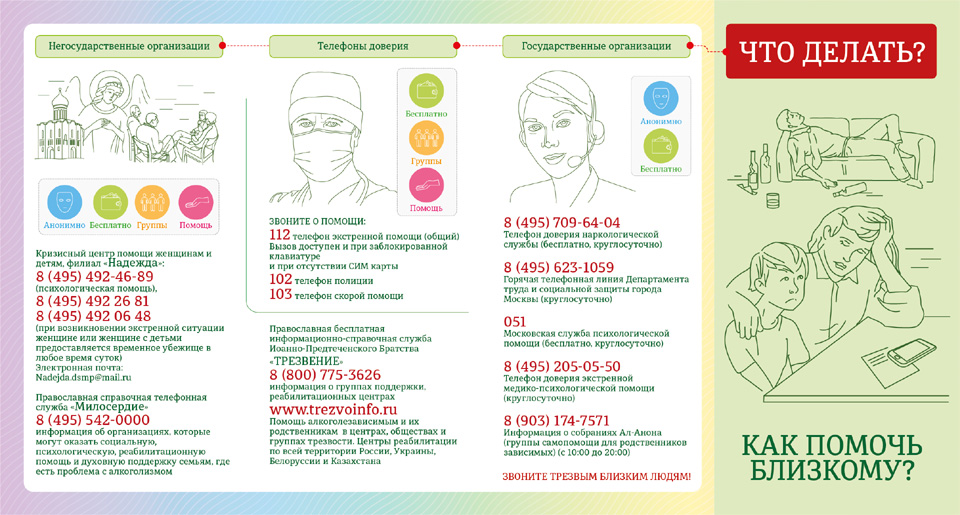 Негосударственные организации
Анонимно
Бесплатно
Группы
Помощь
Кризисный центр помощи женщинам и
детям, филиал «Надежда»:
8 (495) 492-46-89
(психологическая помощь),
8 (495) 492 26 81
8 (495) 492 06 48
(при возникновении экстренной ситуации
женщине или женщине с детьми
предоставляется временное убежище в
любое время суток)
Электронная почта:
Nadejda.dsmp@mail.ru
Православная справочная телефонная
служба «Милосердие»
8 (495) 542-0000
информация об организациях, которые
могут оказать социальную,
психологическую, реабилитационную
помощь и духовную поддержку семьям, где
есть проблема с алкоголизмом
Телефоны доверия
Бесплатно
Группы
Помощь
ЗВОНИТЕ О ПОМОЩИ:
112 телефон экстренной помощи (общий)
Вызов доступен и при заблокированной
клавиатуре
и при отсутствии СИМ карты
102 телефон полиции
103 телефон скорой помощи
Православная бесплатная
информационно-справочная служба
Иоанно-Предтеченского Братства
«ТРЕЗВЕНИЕ»
8 (800) 775-3626
информация о группах поддержки,
реабилитационных центрах
www.trezvoinfo.ru
Помощь алкоголезависимым и их
родственникам в центрах, обществах и
группах трезвости. Центры реабилитации
по всей территории России, Украины,
Белоруссии и Казахстана
Государственные организации
Анонимно
Бесплатно
8 (495) 709-64-04
Телефон доверия наркологической
службы (бесплатно, круглосуточно)
8 (495) 623-1059
Горячая телефонная линия Департамента
труда и социальной защиты города
Москвы (круглосуточно)
051
Московская служба психологической
помощи (бесплатно, круглосуточно)
8 (495) 205-05-50
Телефон доверия экстренной
медико-психологической помощи
(круглосуточно)
8 (903) 174-7571
Информация о собраниях Ал-Анона
(группы самопомощи для родственников
зависимых) (с 10:00 до 20:00)
ЗВОНИТЕ ТРЕЗВЫМ БЛИЗКИМ ЛЮДЯМ!
ЧТО ДЕЛАТЬ?
КАК ПОМОЧЬ
БЛИЗКОМУ?